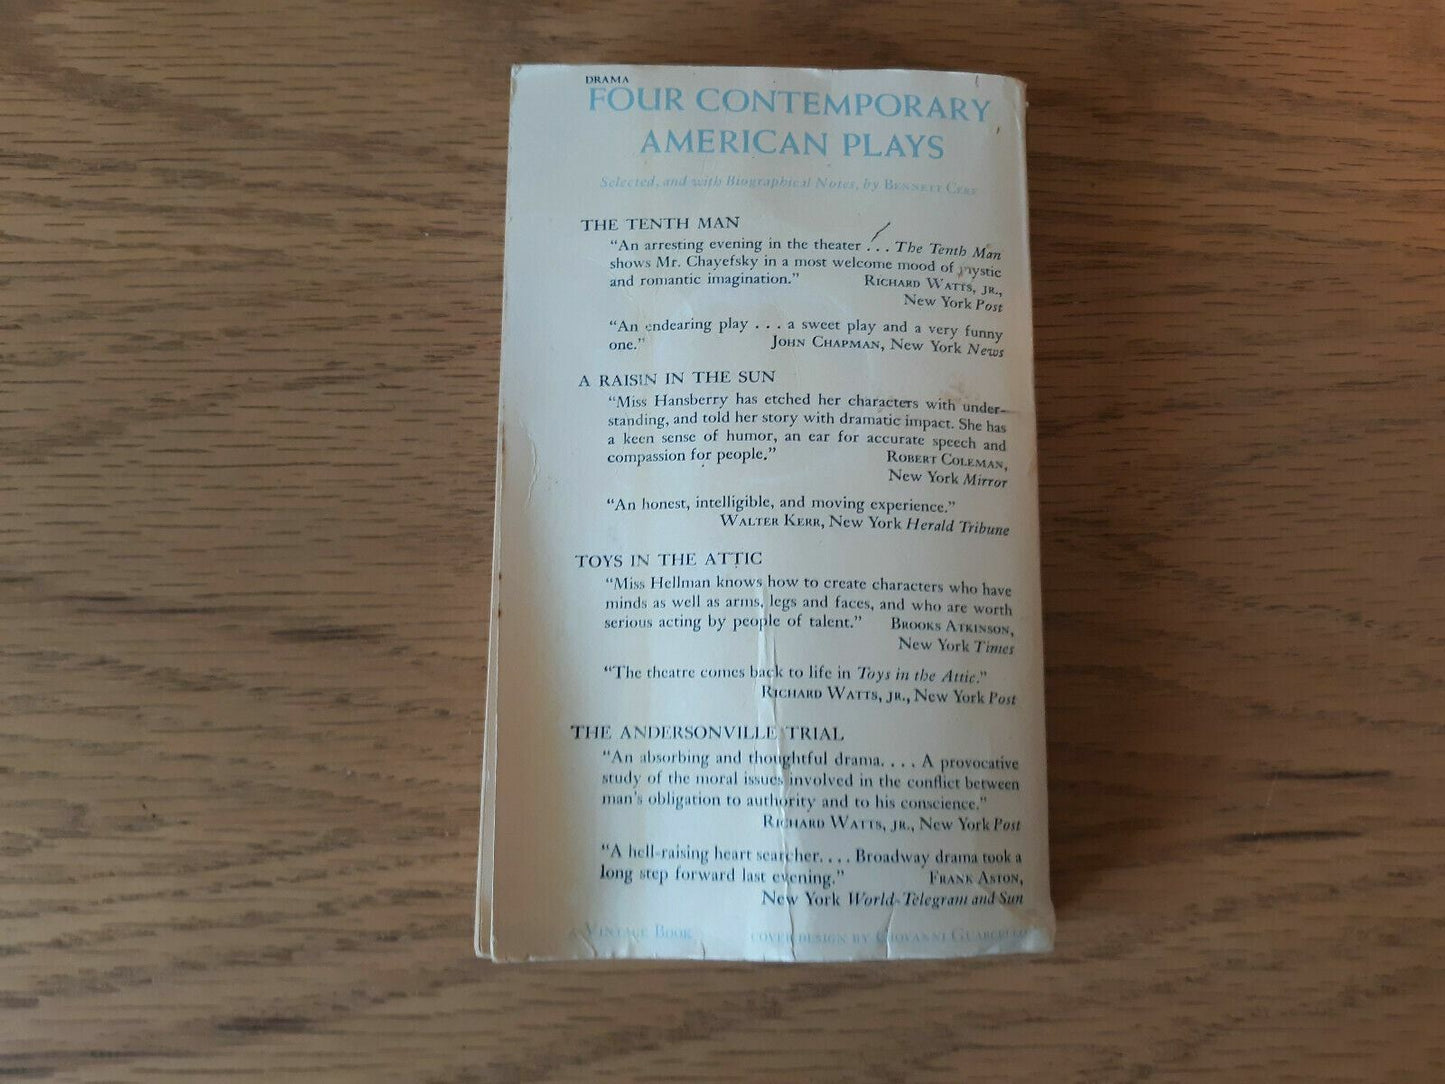 DRAMA
FOUR CONTEMPORARY
AMERICAN PLAYS
Selected, and with Biographical Notes, by BENNETT CERF
THE TENTH MAN
“An arresting evening in the theater . . . The Tenth Man
shows Mr. Chayefsky in a most welcome mood of mystic
and romantic imagination.” RICHARD WATTS, JR.,
New York Post
“An endearing play . . . a sweet play and a very funny
one.” JOHN CHAPMAN, New York News
A RAISIN IN THE SUN
“Miss Hansberry has etched her characters with under-
standing, and told her story with dramatic impact. She has
a keen sense of humor, an ear for accurate speech and
compassion for people.” ROBERT COLEMAN,
New York Mirror
“An honest, intelligible, and moving experience.”
WALTER KERR, New York Herald Tribune
TOYS IN THE ATTIC
“Miss Hellman knows how to create characters who have
minds as well as arms, legs and faces, and who are worth
serious acting by people of talent.” BROOKS ATKINSON,
New York Times
“The theatre comes back to life in Toys in the Attic.”
RICHARD WATTS, JR., New York Post
THE ANDERSONVILLE TRIAL
“An absorbing and thoughtful drama. . . . A provocative
study of the moral issues involved in the conflict between
man's obligation to authority and to his conscience.”
RICHARD WATTS, JR., New York Post
“A hell-raising heart searcher. . . . Broadway drama took a
long step forward last evening.” FRANK ASTON,
New York World-Telegram and Sun
A VINTAGE BOOK COVER DESIGN BY GIOVANNI GUARCELLO